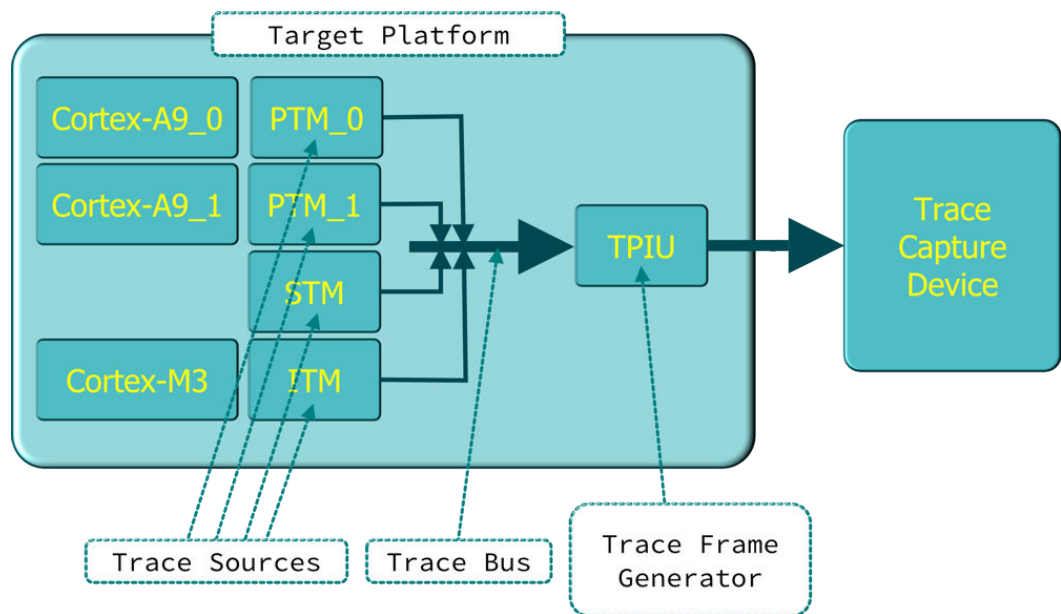 Target Platform
Cortex-A9_0
PTM_0
Cortex-A9_1
PTM_1
STM
Cortex-M3
ITM
TPIU
Trace
Capture
Device
Trace Sources
Trace Bus
Trace Frame
Generator